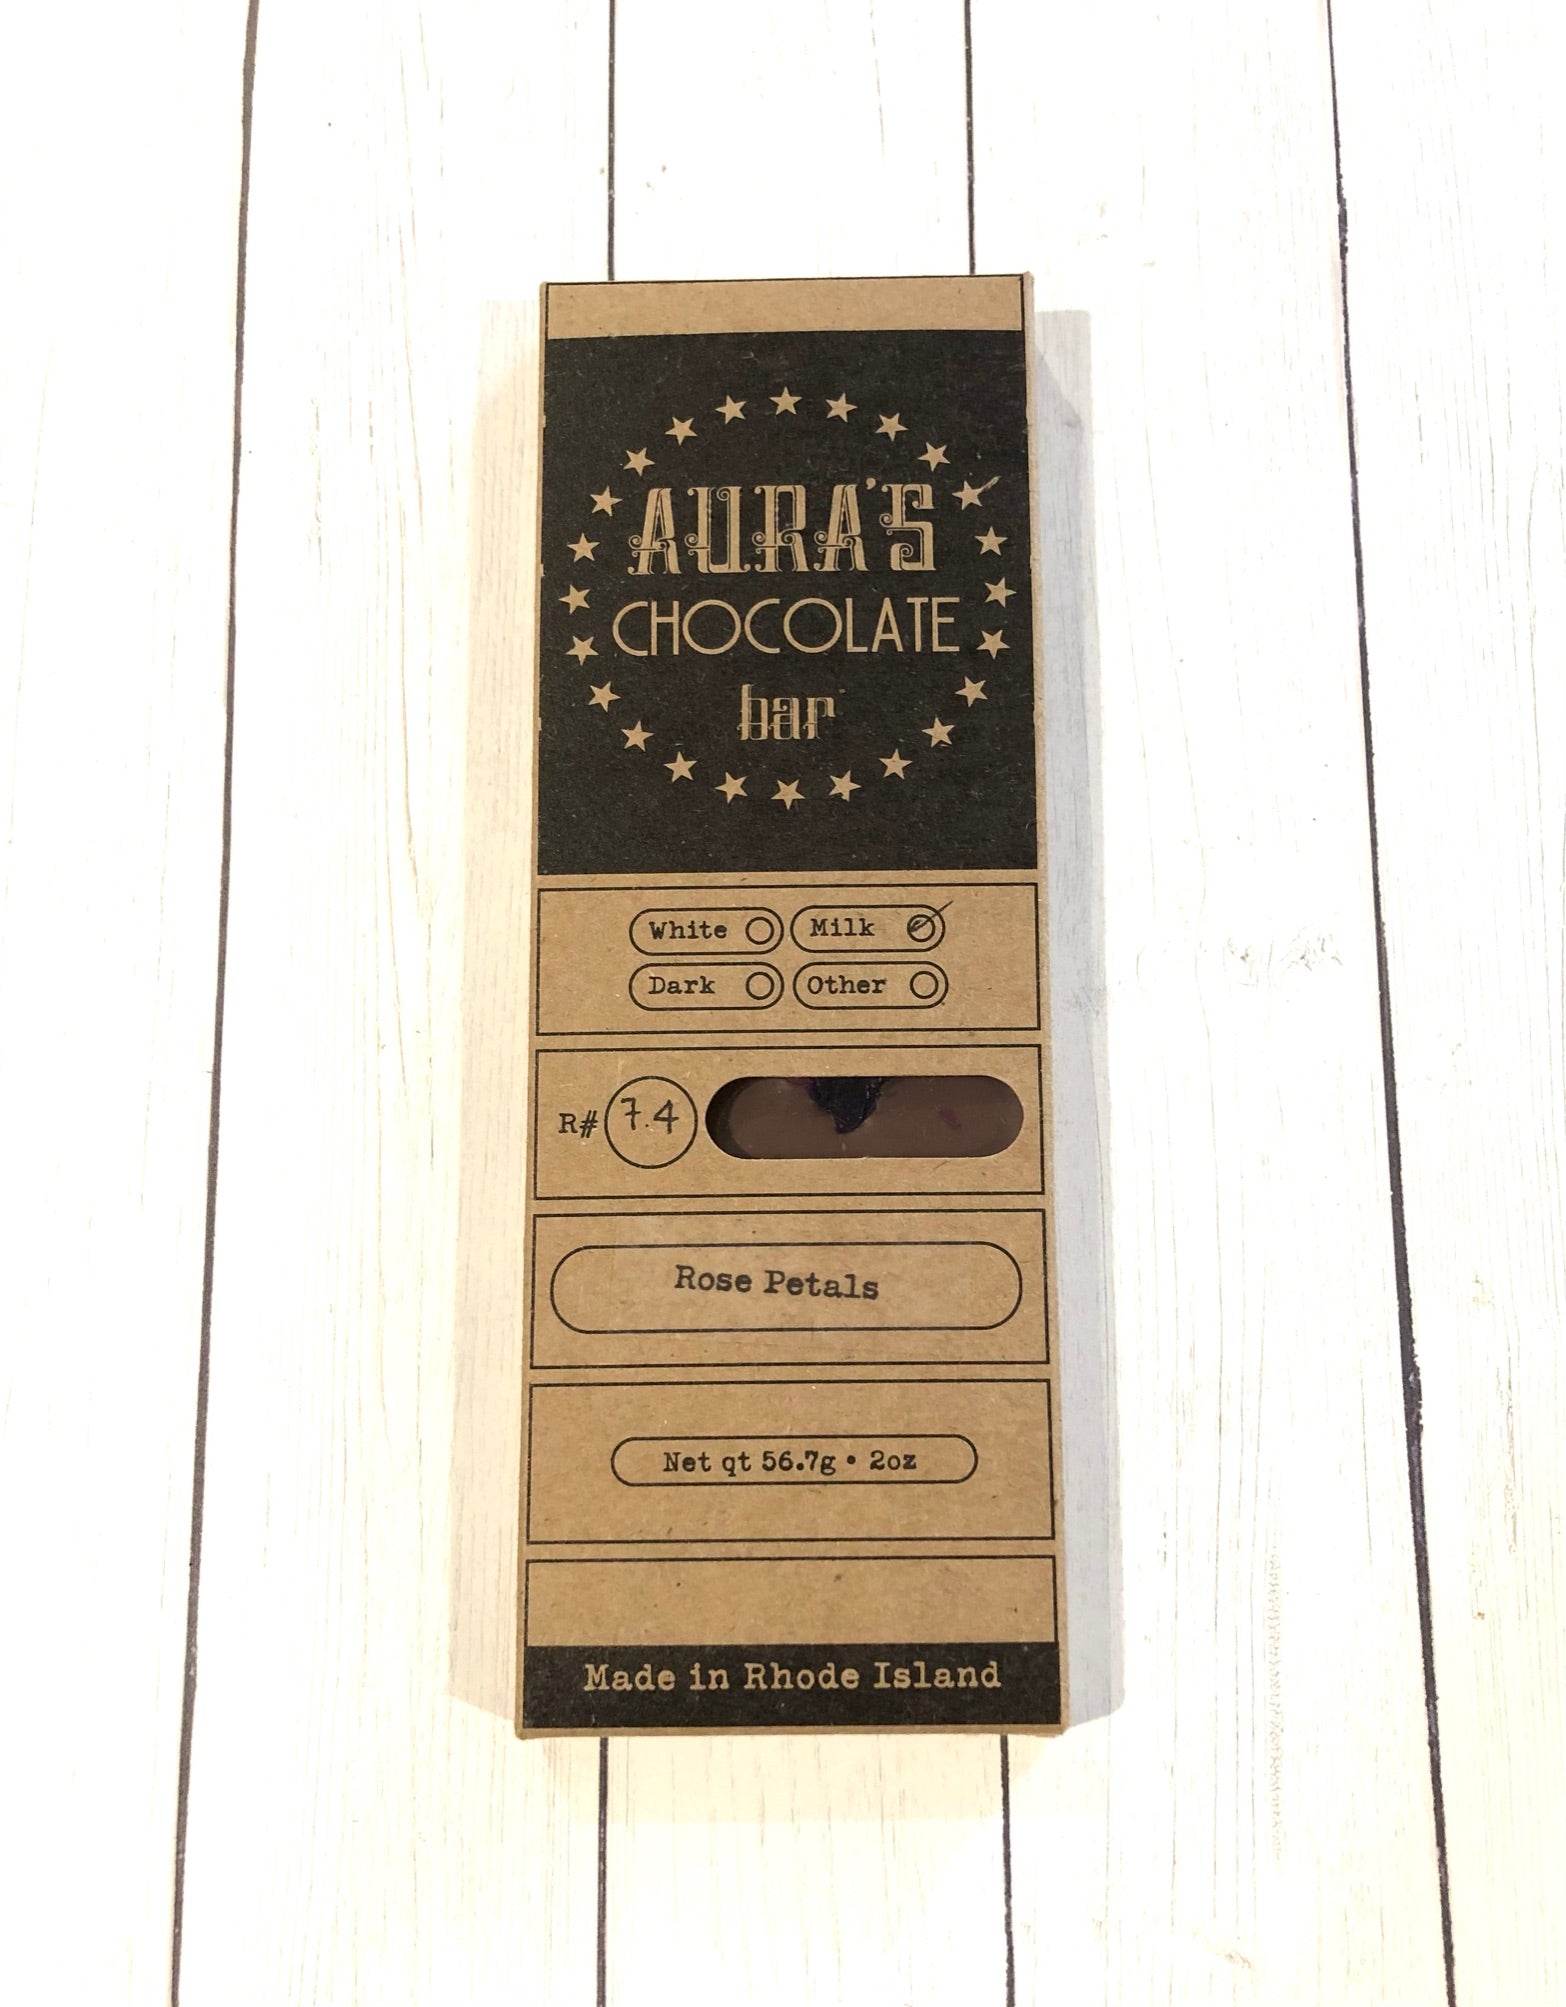 AURA'S
CHOCOLATE
bar
White Milk
Dark Other
R# 7.4
Rose Petals
Net qt 56.7g • 2oz
Made in Rhode Island